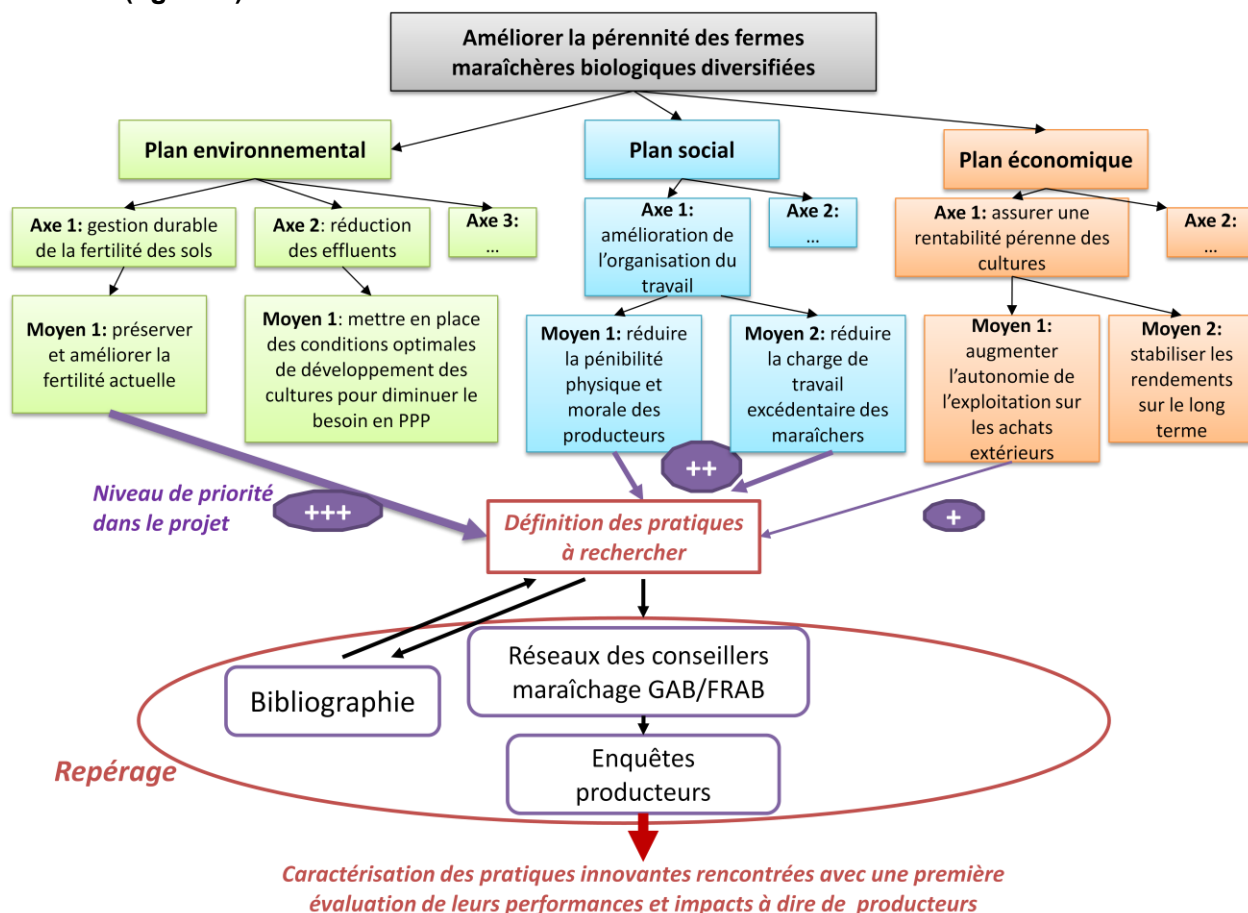 Améliorer la pérennité des fermes
maraîchères biologiques diversifiées
Plan environnemental
Plan social
Plan économique
Axe 1: gestion durable
de la fertilité des sols
Axe 2: réduction
des effluents
Axe 3:
...
Axe 1:
amélioration de
l’organisation du
travail
Axe 2:
...
Axe 1: assurer une
rentabilité pérenne des
cultures
Axe 2:
...
Moyen 1: préserver
et améliorer la
fertilité actuelle
Moyen 1: mettre en place
des conditions optimales
de développement des
cultures pour diminuer le
besoin en PPP
Moyen 1: réduire
la pénibilité
physique et
morale des
producteurs
Moyen 2: réduire
la charge de
travail
excédentaire des
maraîchers
Moyen 1:
augmenter
l’autonomie de
l’exploitation sur
les achats
extérieurs
Moyen 2:
stabiliser les
rendements
sur le long
terme
Niveau de priorité
dans le projet
+++
++
+
Définition des pratiques
à rechercher
Bibliographie
Réseaux des conseillers
maraîchage GAB/FRAB
Enquêtes
producteurs
Repérage
Caractérisation des pratiques innovantes rencontrées avec une première
évaluation de leurs performances et impacts à dire de producteurs